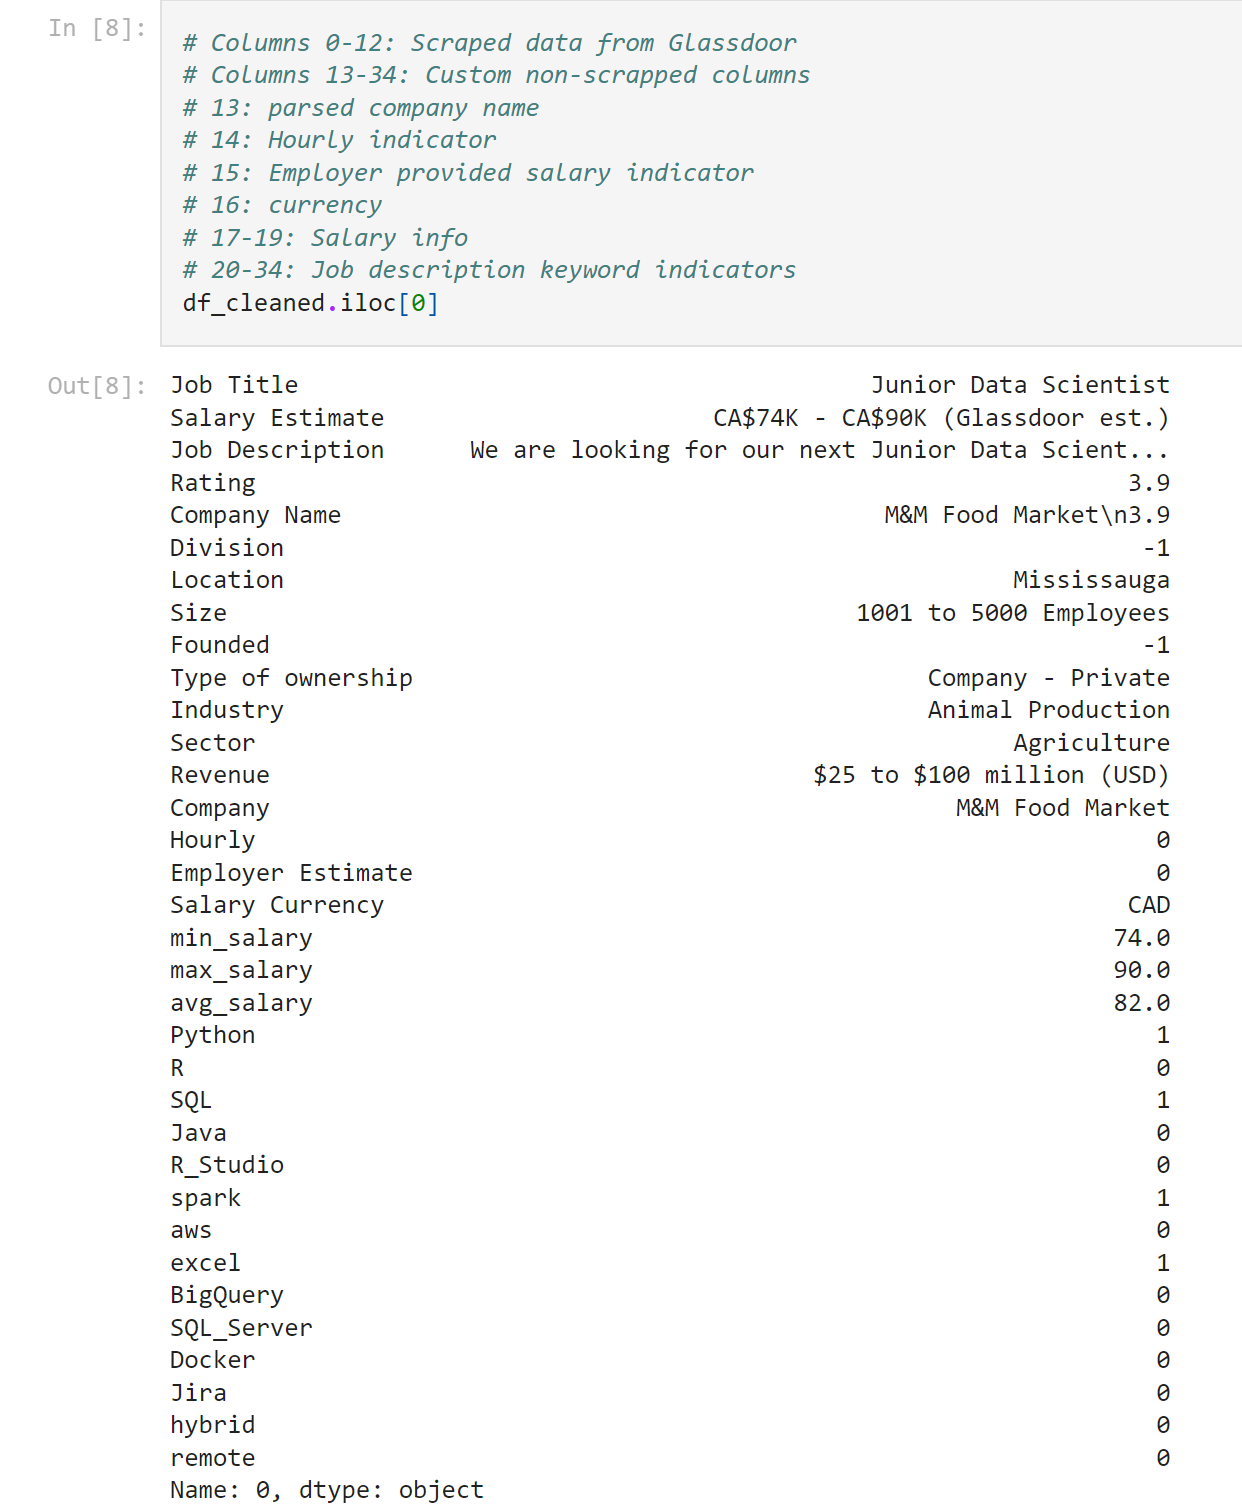 In [8]:
# Columns 0-12: Scraped data from Glassdoor
# Columns 13-34: Custom non-scrapped columns
# 13: parsed company name
# 14: Hourly indicator
# 15: Employer provided salary indicator
# 16: currency
# 17-19: Salary info
# 20-34: Job description keyword indicators
df_cleaned.iloc[0]
Out[8]:
Job Title Junior Data Scientist
Salary Estimate CA$74K - CA$90K (Glassdoor est.)
Job Description We are looking for our next Junior Data Scient...
Rating 3.9
Company Name M&M Food Market\n3.9
Division -1
Location Mississauga
Size 1001 to 5000 Employees
Founded -1
Type of ownership Company - Private
Industry Animal Production
Sector Agriculture
Revenue $25 to $100 million (USD)
Company M&M Food Market
Hourly 0
Employer Estimate 0
Salary Currency CAD
min_salary 74.0
max_salary 90.0
avg_salary 82.0
Python 1
R 0
SQL 1
Java 0
R_Studio 0
spark 1
aws 0
excel 1
BigQuery 0
SQL_Server 0
Docker 0
Jira 0
hybrid 0
remote 0
Name: 0, dtype: object